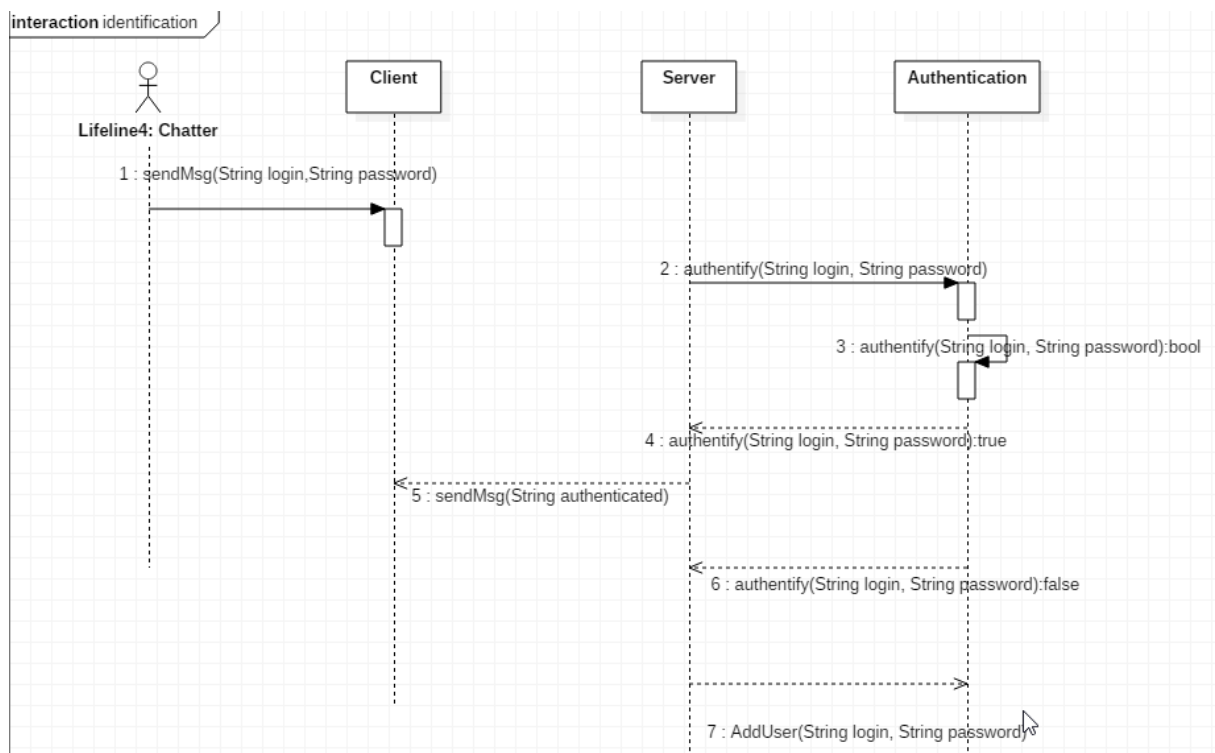 interaction identification
Client
Server
Authentication
Lifeline4: Chatter
1 : sendMsg(String login,String password)
2 : authentify(String login, String password)
3 : authentify(String login, String password):bool
4 : authentify(String login, String password):true
5 : sendMsg(String authenticated)
6 : authentify(String login, String password):false
7 : AddUser(String login, String password)